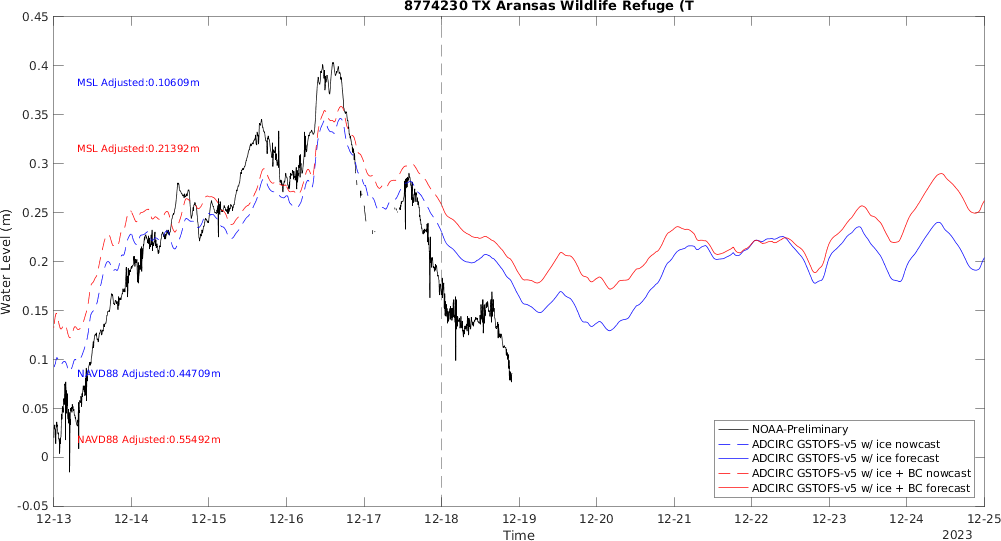 8774230 TX Aransas Wildlife Refuge (T
0.45
0.4
0.35
0.3
0.25
0.2
0.15
0.1
0.05
0
-0.05
Water Level (m)
MSL Adjusted:0.10609m
MSL Adjusted:0.21392m
NAVD88 Adjusted:0.44709m
NAVD88 Adjusted:0.55492m
NOAA-Preliminary
ADCIRC GSTOFS-v5 w/ ice nowcast
ADCIRC GSTOFS-v5 w/ ice forecast
ADCIRC GSTOFS-v5 w/ ice + BC nowcast
ADCIRC GSTOFS-v5 w/ ice + BC forecast
12-13 12-14 12-15 12-16 12-17 12-18 12-19 12-20 12-21 12-22 12-23 12-24 12-25
Time
2023